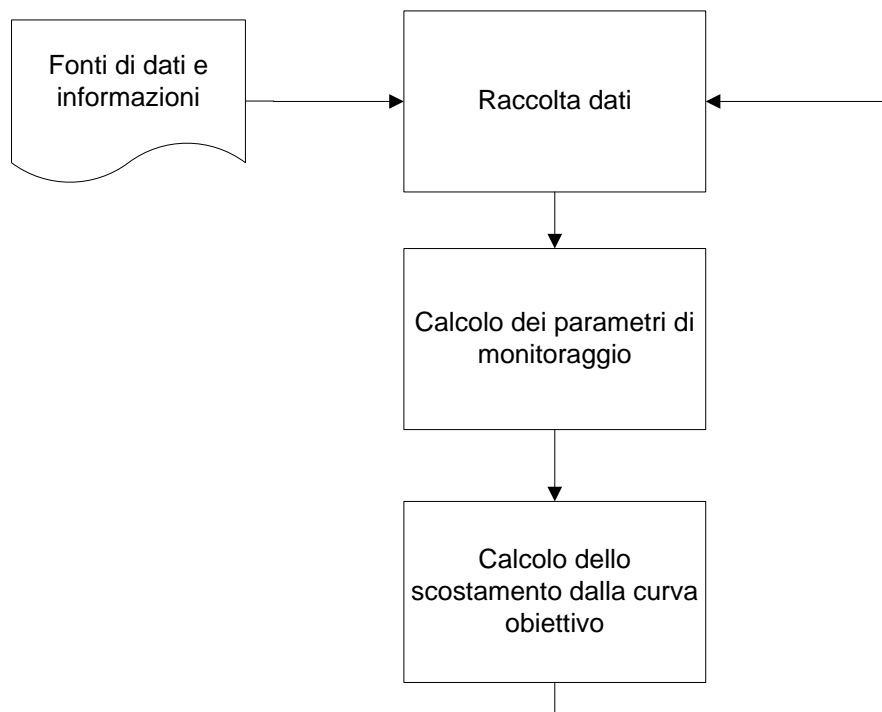 Fonti di dati e
informazioni
Raccolta dati
Calcolo dei parametri di
monitoraggio
Calcolo dello
scostamento dalla curva
obiettivo